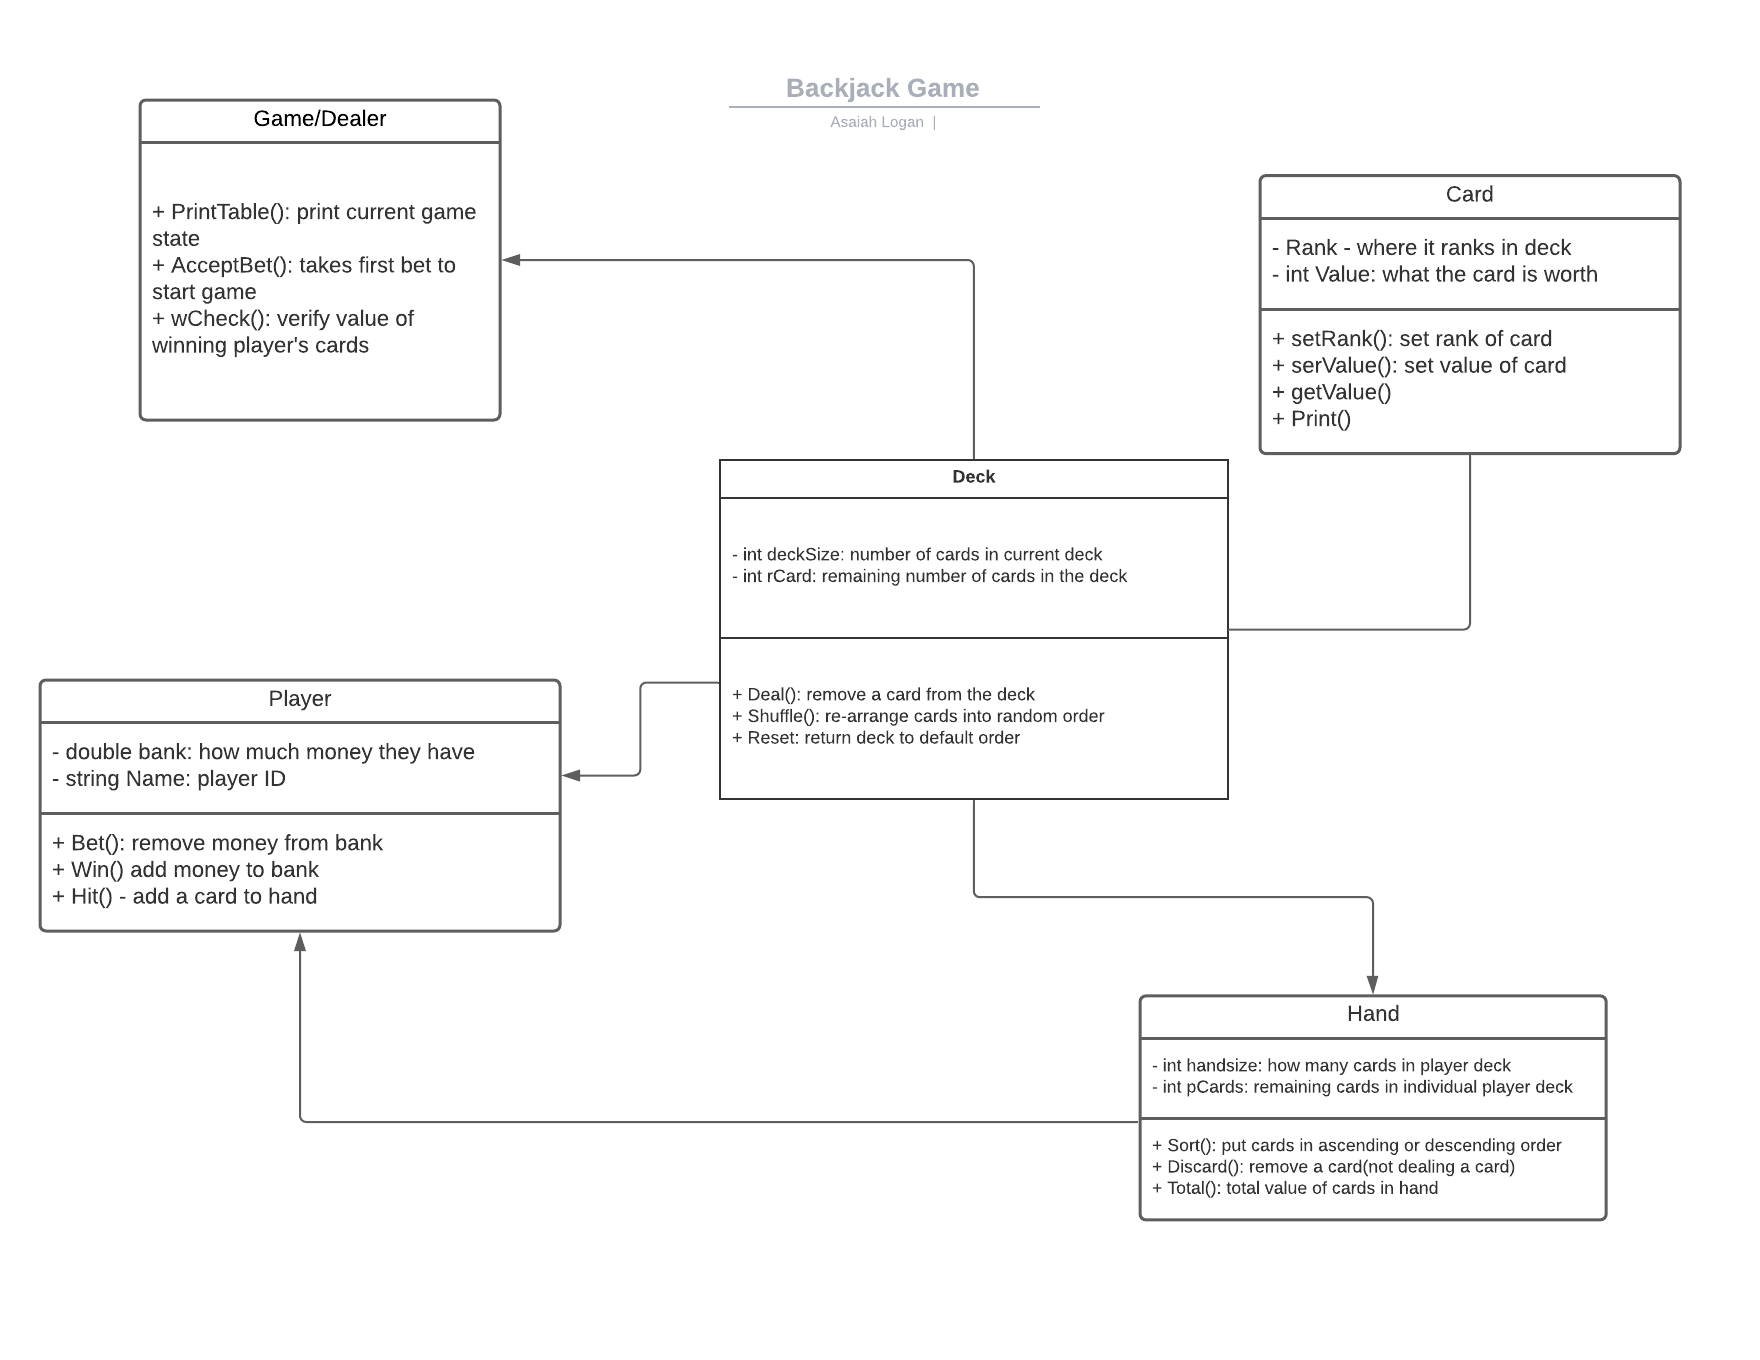 Backjack Game
Asaiah Logan |
Game/Dealer
+ PrintTable(): print current game
state
+ AcceptBet(): takes first bet to
start game
+ wCheck(): verify value of
winning player's cards
Card
- Rank - where it ranks in deck
- int Value: what the card is worth
+ setRank(): set rank of card
+ serValue(): set value of card
+ getValue()
+ Print()
Deck
- int deckSize: number of cards in current deck
- int rCard: remaining number of cards in the deck
+ Deal(): remove a card from the deck
+ Shuffle(): re-arrange cards into random order
+ Reset: return deck to default order
Player
- double bank: how much money they have
- string Name: player ID
+ Bet(): remove money from bank
+ Win() add money to bank
+ Hit() - add a card to hand
Hand
- int handsize: how many cards in player deck
- int pCards: remaining cards in individual player deck
+ Sort(): put cards in ascending or descending order
+ Discard(): remove a card(not dealing a card)
+ Total(): total value of cards in hand